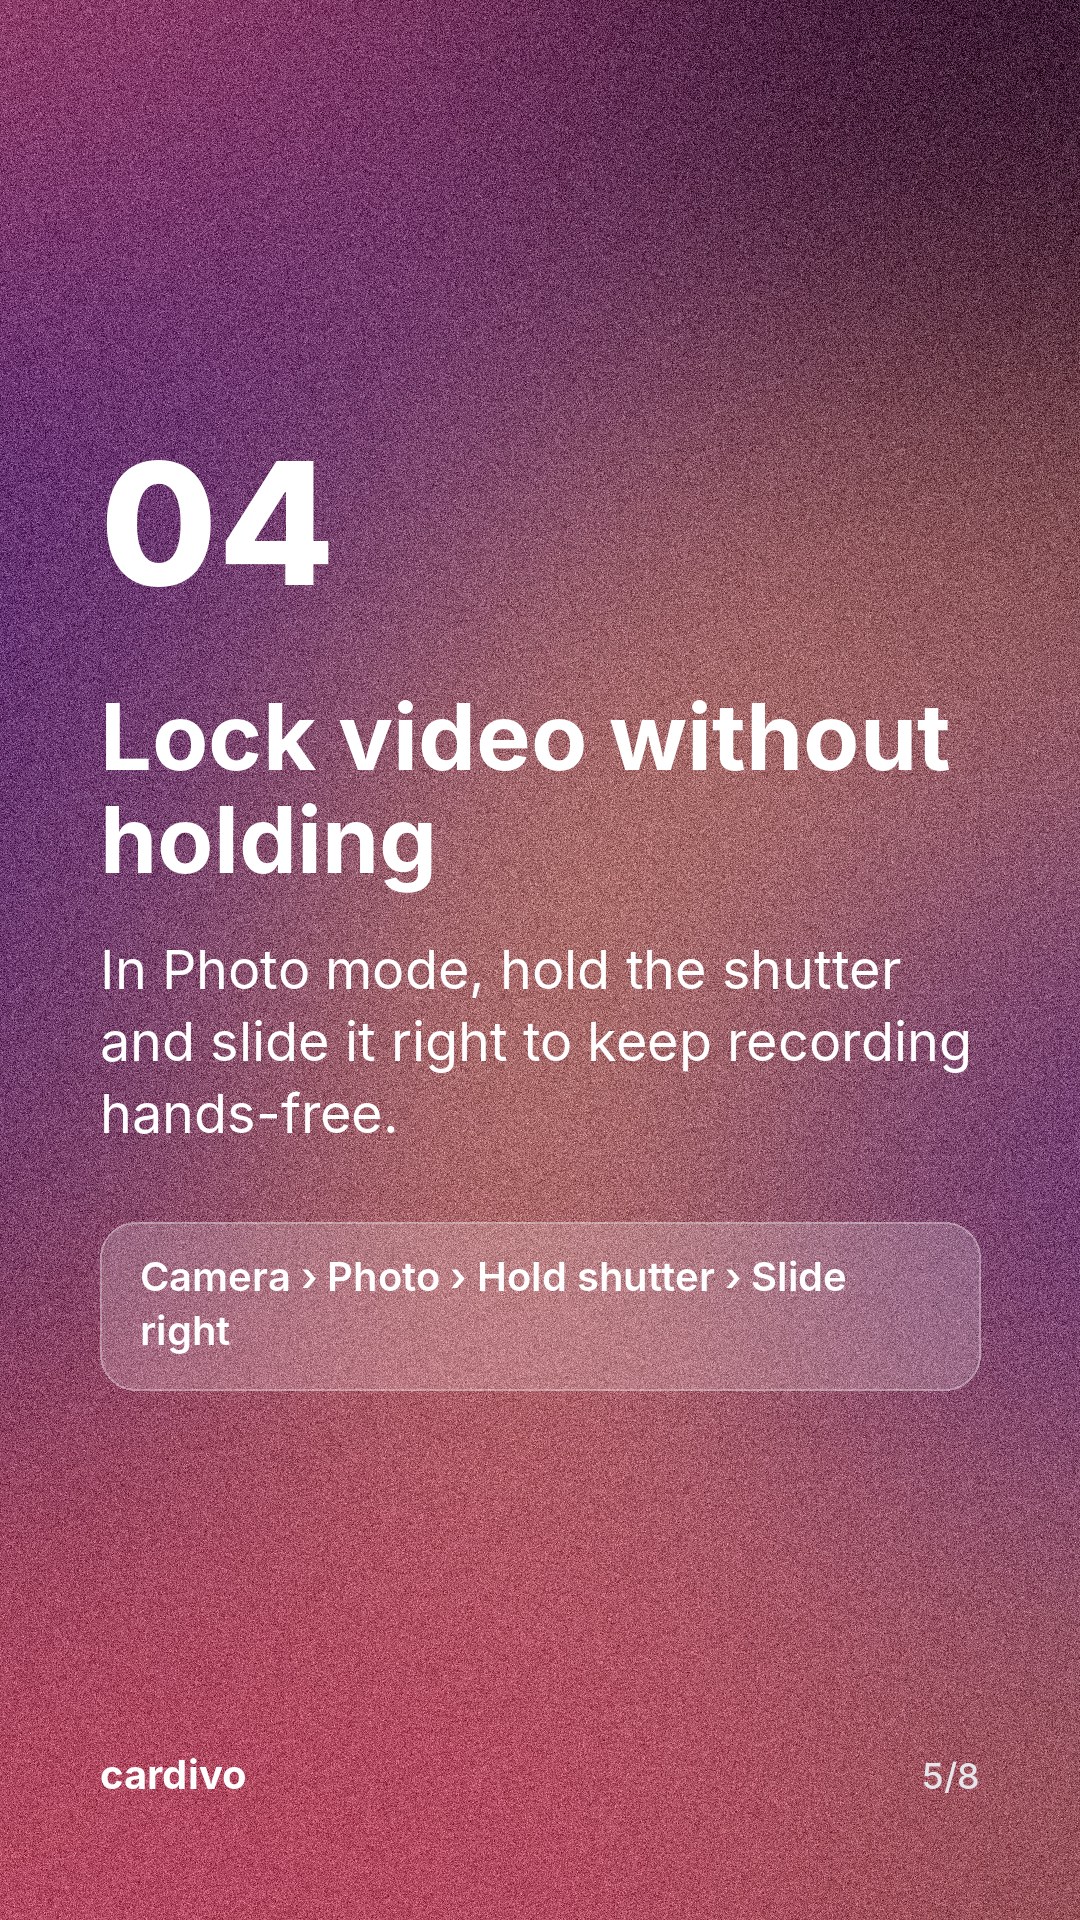 04
Lock video without
holding
In Photo mode, hold the shutter
and slide it right to keep recording
hands-free.
Camera › Photo › Hold shutter › Slide
right
cardivo
5/8